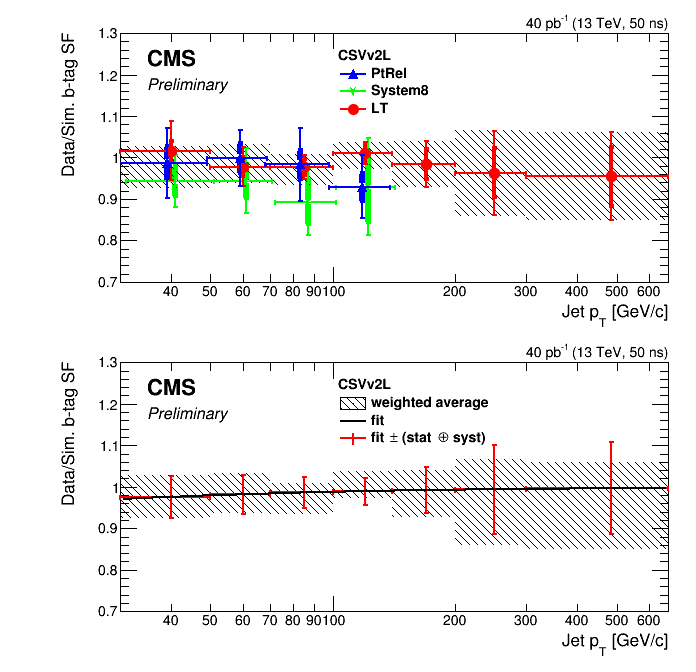 40 pb-1 (13 TeV, 50 ns)
1.3
1.2
1.1
1
0.9
0.8
0.7
Data/Sim. b-tag SF
CMS
Preliminary
CSVv2L
PtRel
System8
LT
40 50 60 70 80 90 100 200 300 400 500
Jet pT [GeV/c]
40 pb-1 (13 TeV, 50 ns)
1.3
1.2
1.1
1
0.9
0.8
0.7
Data/Sim. b-tag SF
CMS
Preliminary
CSVv2L
weighted average
fit
fit ± (stat ⊕ syst)
40 50 60 70 80 90 100 200 300 400 500
Jet pT [GeV/c]